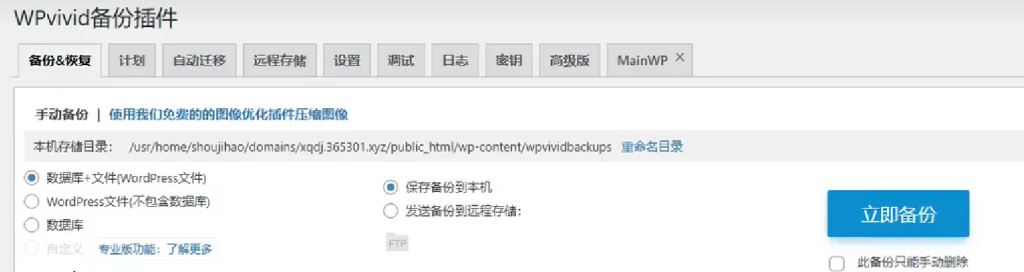 WPvivid备份插件
备份&恢复 计划 自动迁移 远程存储 设置 调试 日志 密钥 高级版 MainWP ×
手动备份 | 使用我们免费的的图像优化插件压缩图像
本机存储目录： /usr/home/shoujihao/domains/xqdj.365301.xyz/public_html/wp-content/wpvividbackups 重命名目录
数据库+文件(WordPress文件) 保存备份到本机
WordPress文件(不包含数据库) 发送备份到远程存储： 立即备份
数据库
自定义 专业版功能：了解更多 FTP
此备份只能手动删除